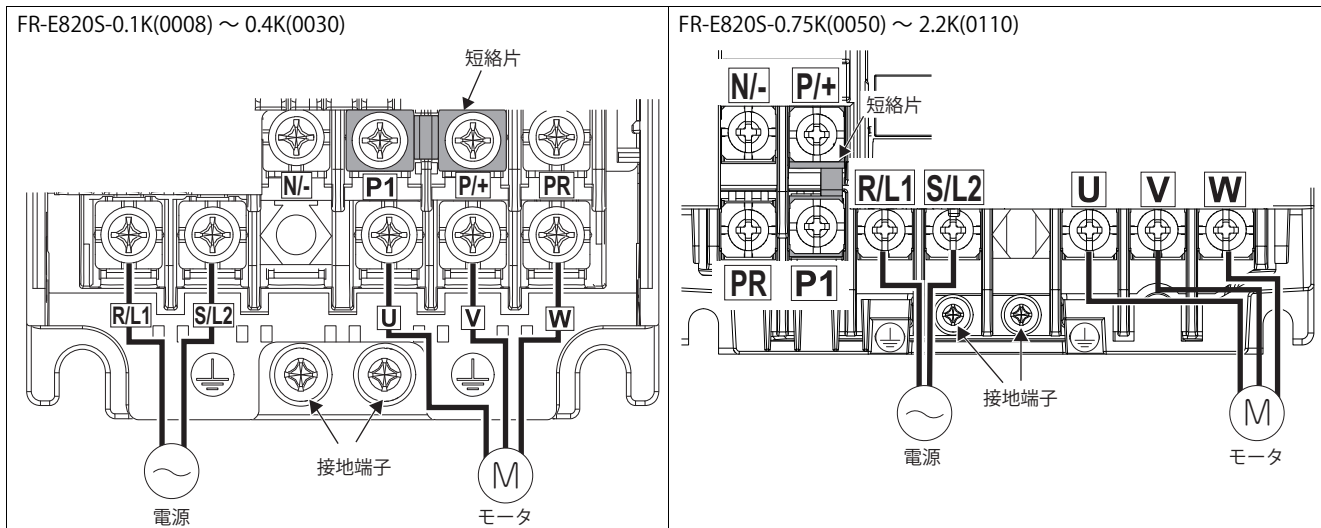 FR-E820S-0.1K(0008) ～ 0.4K(0030)
短絡片
N/-
P1
P/+
PR
R/L1
S/L2
U
V
W
接地端子
電源
M
モータ
FR-E820S-0.75K(0050) ～ 2.2K(0110)
N/-
P/+
短絡片
R/L1
S/L2
U
V
W
PR
P1
接地端子
電源
M
モータ